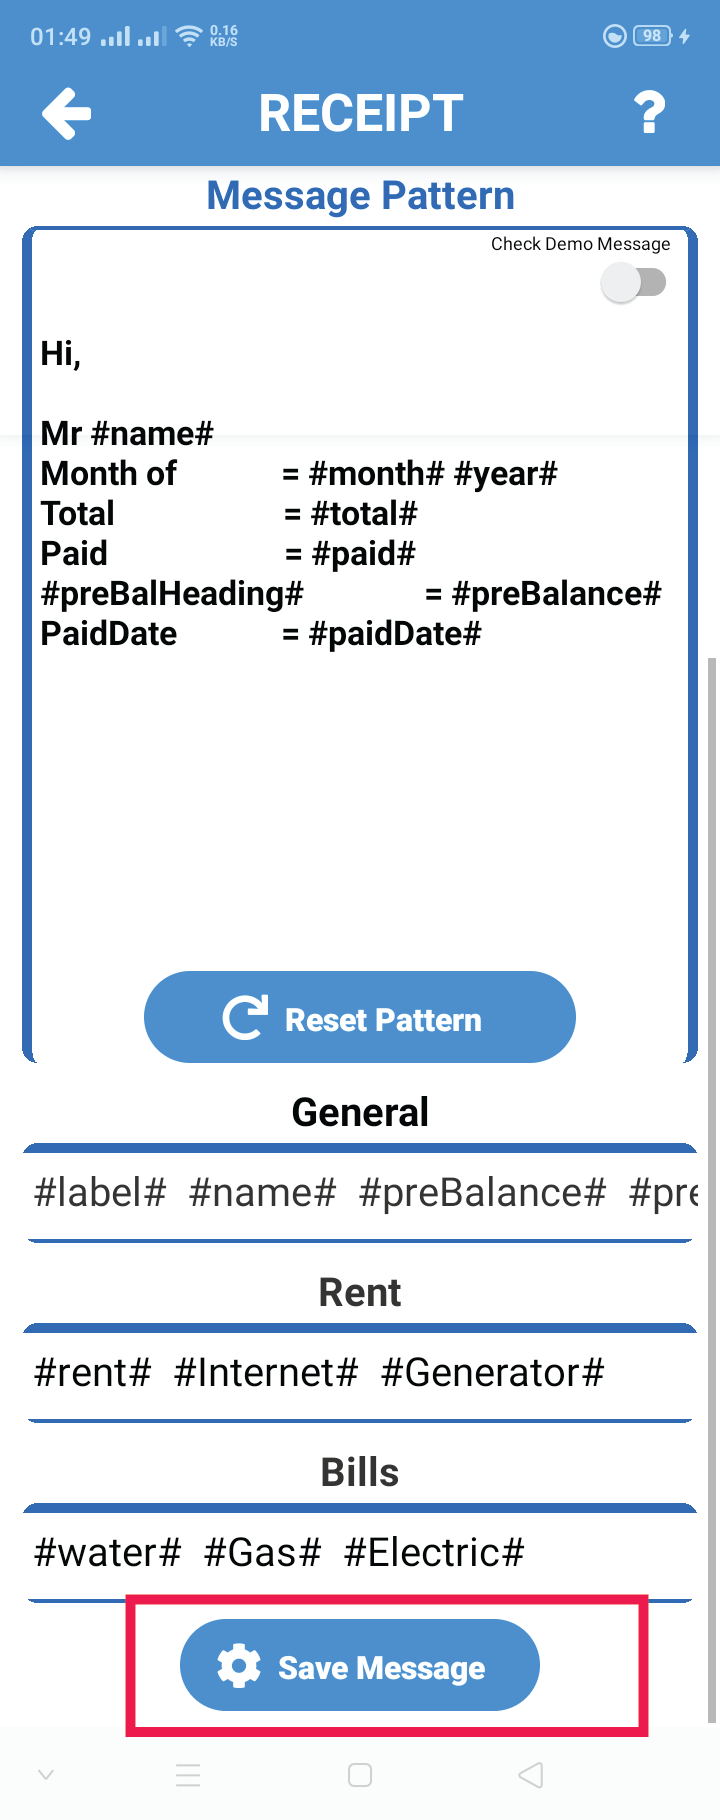 01:49 0.16 KB/S 98
RECEIPT ?
Message Pattern
Check Demo Message
Hi,
Mr #name#
Month of = #month# #year#
Total = #total#
Paid = #paid#
#preBalHeading# = #preBalance#
PaidDate = #paidDate#
Reset Pattern
General
#label# #name# #preBalance# #pre
Rent
#rent# #Internet# #Generator#
Bills
#water# #Gas# #Electric#
Save Message